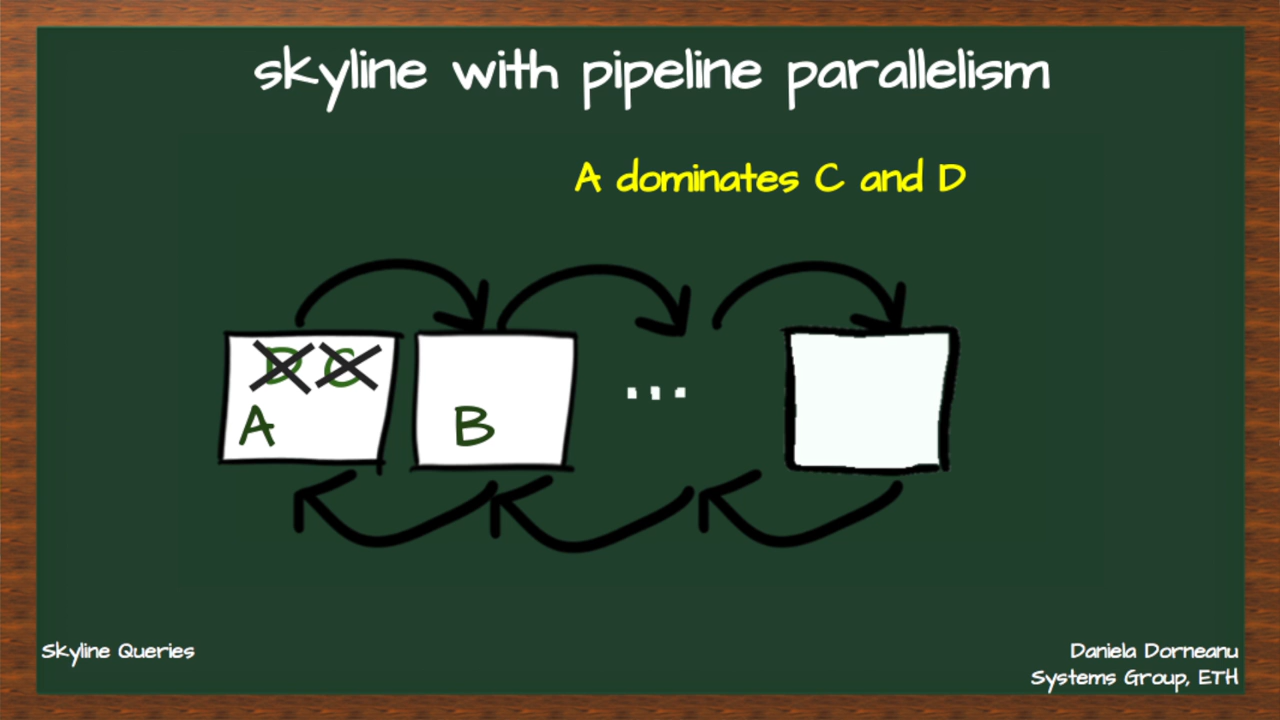 skyline with pipeline parallelism
A dominates C and D
D C
A
B
...
Skyline Queries
Daniela Dorneanu
Systems Group, ETH